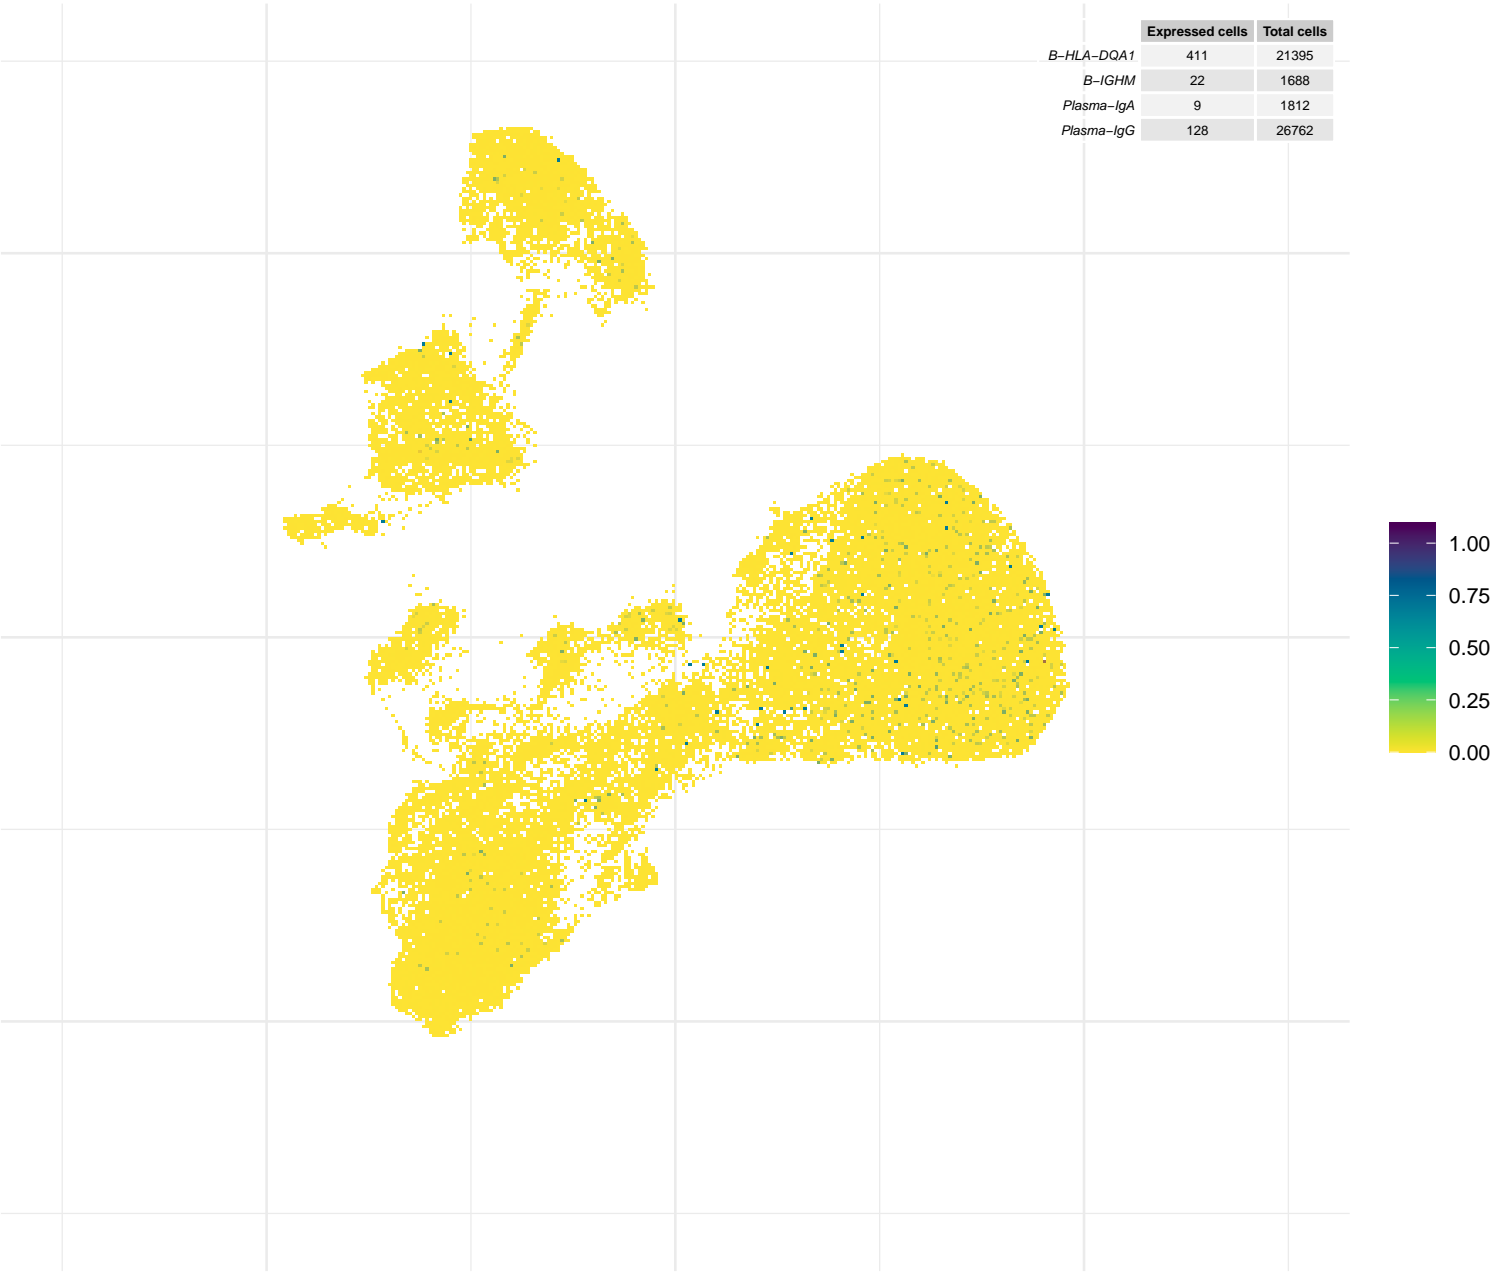 Expressed cells Total cells
B−HLA−DQA1 411 21395
B−IGHM 22 1688
Plasma−IgA 9 1812
Plasma−IgG 128 26762
1.00
0.75
0.50
0.25
0.00